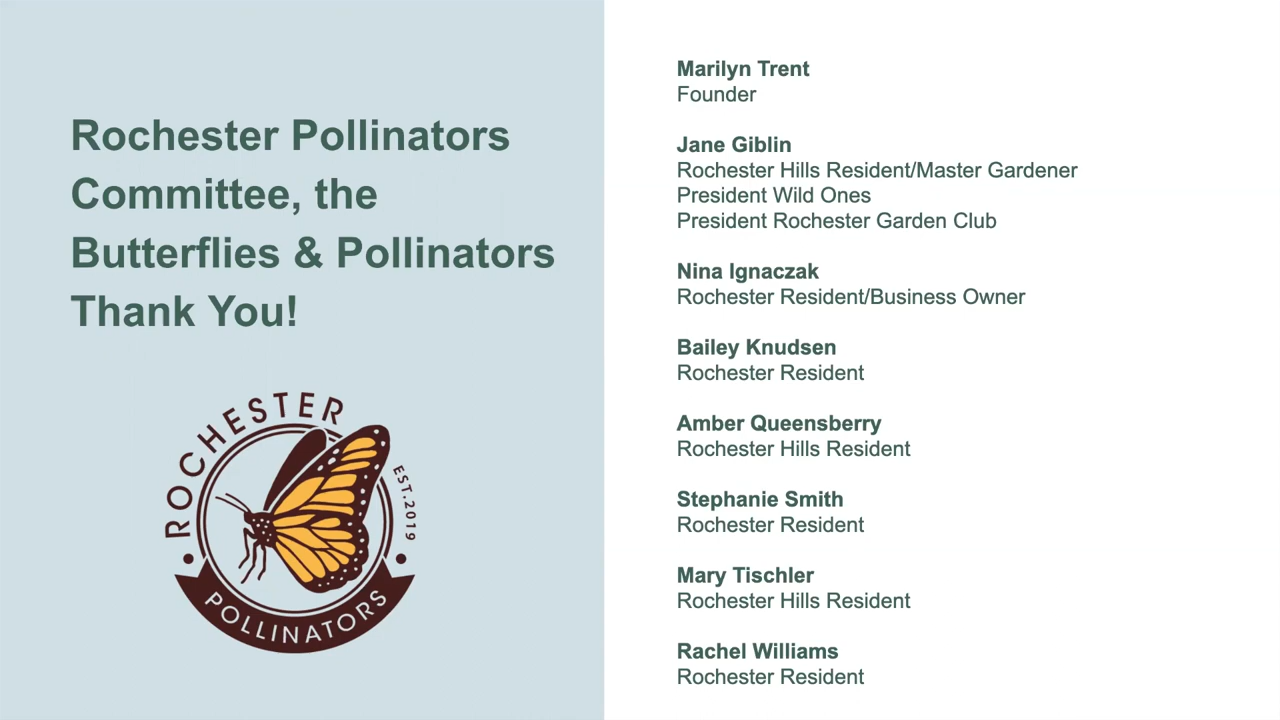 Rochester Pollinators
Committee, the
Butterflies & Pollinators
Thank You!
ROCHESTER
EST.2019
POLLINATORS
Marilyn Trent
Founder
Jane Giblin
Rochester Hills Resident/Master Gardener
President Wild Ones
President Rochester Garden Club
Nina Ignaczak
Rochester Resident/Business Owner
Bailey Knudsen
Rochester Resident
Amber Queensberry
Rochester Hills Resident
Stephanie Smith
Rochester Resident
Mary Tischler
Rochester Hills Resident
Rachel Williams
Rochester Resident